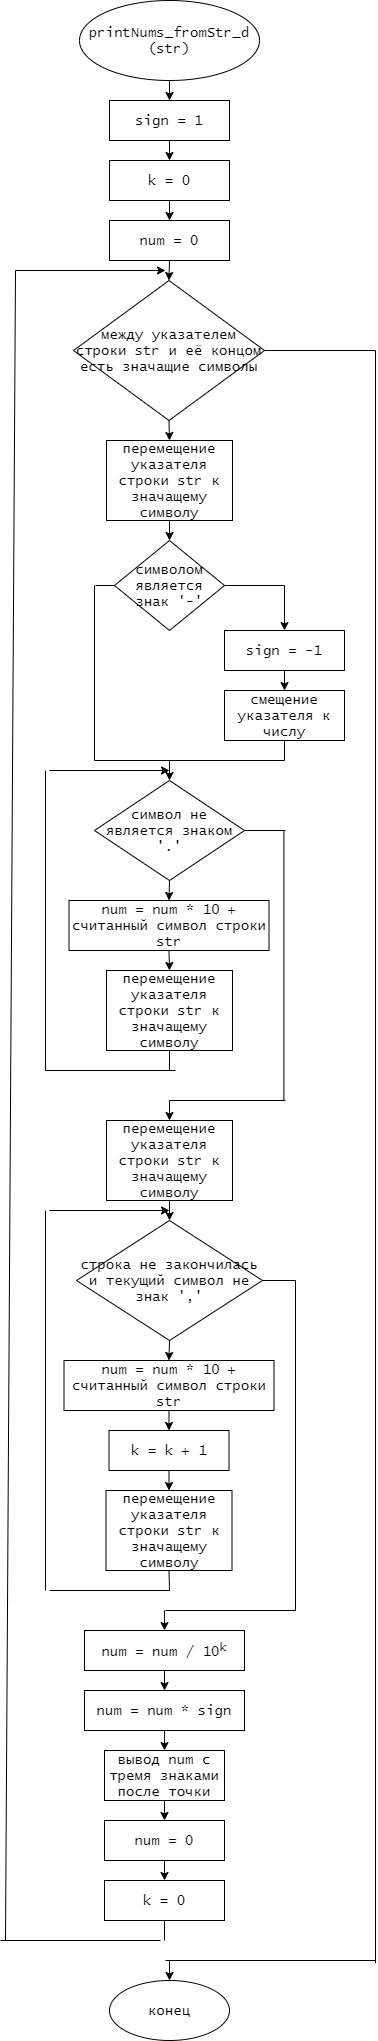 printNums_fromStr_d
(str)
sign = 1
k = 0
num = 0
между указателем
строки str и её концом
есть значащие символы
перемещение
указателя
строки str к
значащему
символу
символом
является
знак '-'
sign = -1
смещение
указателя к
числу
символ не
является знаком
'.'
num = num * 10 +
считанный символ строки
str
перемещение
указателя
строки str к
значащему
символу
перемещение
указателя
строки str к
значащему
символу
строка не закончилась
и текущий символ не
знак ','
num = num * 10 +
считанный символ строки
str
k = k + 1
перемещение
указателя
строки str к
значащему
символу
num = num / 10ᵏ
num = num * sign
вывод num с
тремя знаками
после точки
num = 0
k = 0
конец